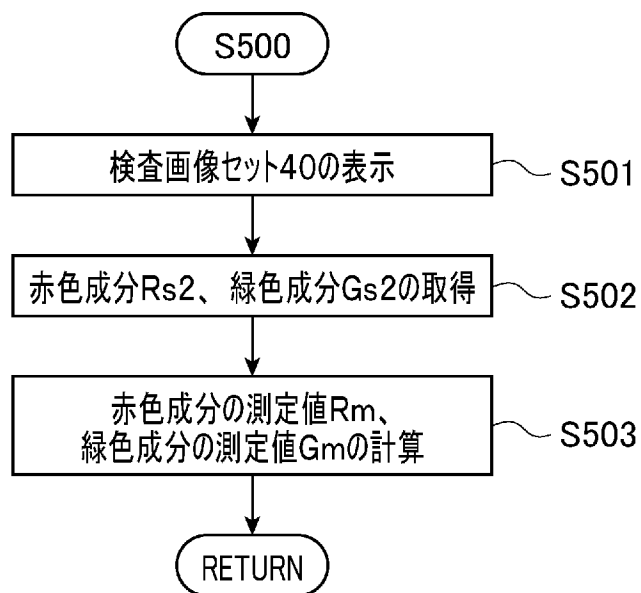 S500
検査画像セット40の表示
S501
赤色成分Rs2、緑色成分Gs2の取得
S502
赤色成分の測定値Rm、
緑色成分の測定値Gmの計算
S503
RETURN